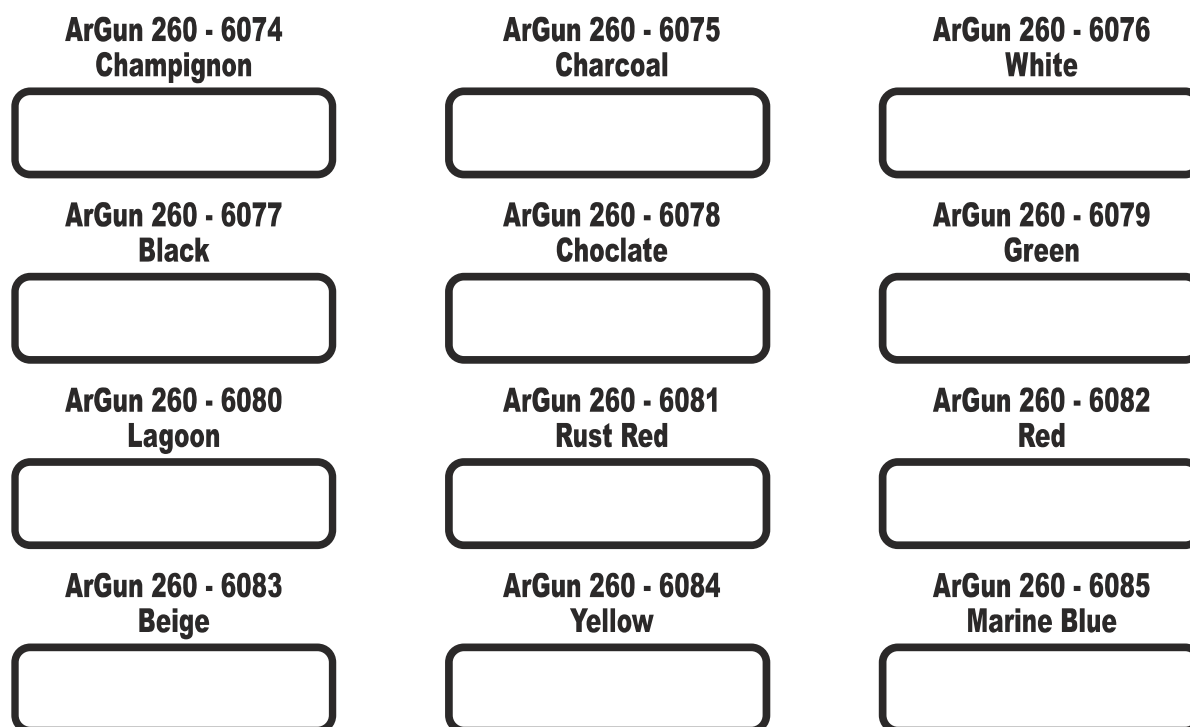 ArGun 260 - 6074
Champignon
ArGun 260 - 6075
Charcoal
ArGun 260 - 6076
White
ArGun 260 - 6077
Black
ArGun 260 - 6078
Choclate
ArGun 260 - 6079
Green
ArGun 260 - 6080
Lagoon
ArGun 260 - 6081
Rust Red
ArGun 260 - 6082
Red
ArGun 260 - 6083
Beige
ArGun 260 - 6084
Yellow
ArGun 260 - 6085
Marine Blue